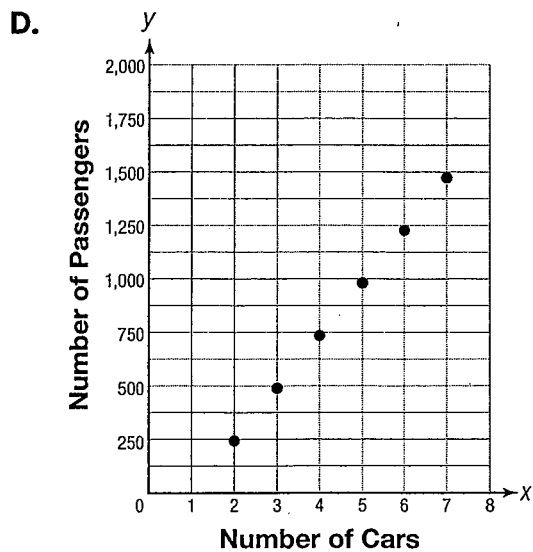 D.
y
2,000
1,750
1,500
1,250
1,000
750
500
250
Number of Passengers
0 1 2 3 4 5 6 7 8 x
Number of Cars